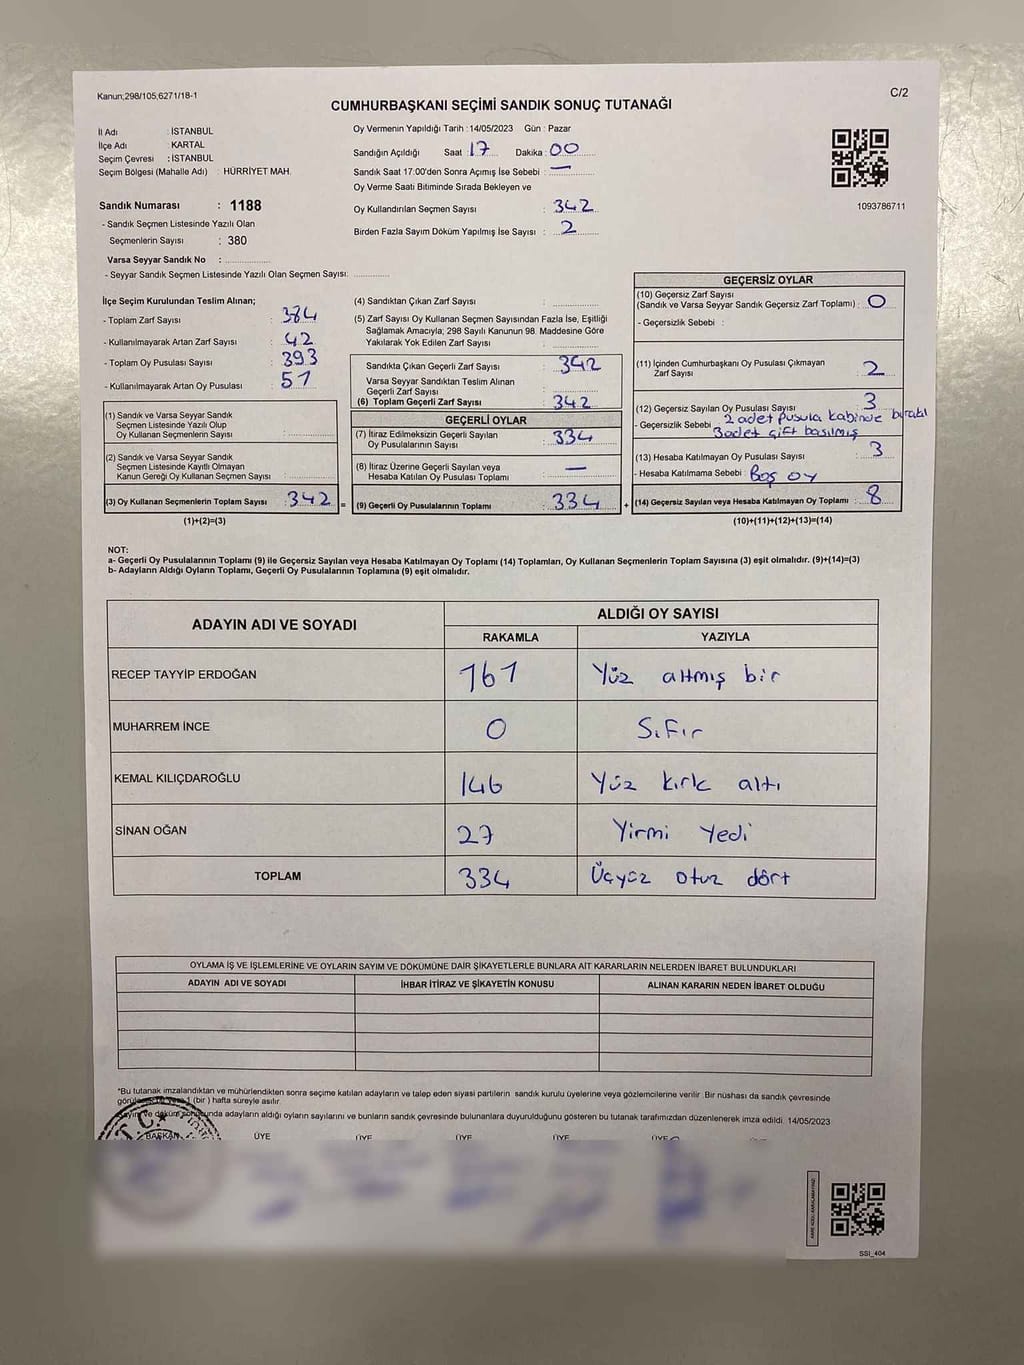 Kanun;298/105;6271/18-1
C/2
CUMHURBAŞKANI SEÇİMİ SANDIK SONUÇ TUTANAĞI
İl Adı : İSTANBUL
İlçe Adı : KARTAL
Seçim Çevresi : İSTANBUL
Seçim Bölgesi (Mahalle Adı) : HÜRRİYET MAH.
Sandık Numarası : 1188
- Sandık Seçmen Listesinde Yazılı Olan
Seçmenlerin Sayısı : 380
Varsa Seyyar Sandık No :
- Seyyar Sandık Seçmen Listesinde Yazılı Olan Seçmen Sayısı:
Oy Vermenin Yapıldığı Tarih :14/05/2023 Gün : Pazar
Sandığın Açıldığı Saat : 17 Dakika : 00
Sandık Saat 17:00'den Sonra Açımış İse Sebebi : —
Oy Verme Saati Bitiminde Sırada Bekleyen ve
Oy Kullandırılan Seçmen Sayısı : 342
Birden Fazla Sayım Döküm Yapılmış İse Sayısı : 2
1093786711
İlçe Seçim Kurulundan Teslim Alınan;
- Toplam Zarf Sayısı : 384
- Kullanılmayarak Artan Zarf Sayısı : 42
- Toplam Oy Pusulası Sayısı : 393
- Kullanılmayarak Artan Oy Pusulası : 51
(1) Sandık ve Varsa Seyyar Sandık
Seçmen Listesinde Yazılı Olup
Oy Kullanan Seçmenlerin Sayısı :
(2) Sandık ve Varsa Seyyar Sandık
Seçmen Listesinde Kayıtlı Olmayan
Kanun Gereği Oy Kullanan Seçmen Sayısı :
(3) Oy Kullanan Seçmenlerin Toplam Sayısı : 342 =
(1)+(2)=(3)
(4) Sandıktan Çıkan Zarf Sayısı :
(5) Zarf Sayısı Oy Kullanan Seçmen Sayısından Fazla İse, Eşitliği
Sağlamak Amacıyla; 298 Sayılı Kanunun 98. Maddesine Göre
Yakılarak Yok Edilen Zarf Sayısı :
Sandıkta Çıkan Geçerli Zarf Sayısı : 342
Varsa Seyyar Sandıktan Teslim Alınan
Geçerli Zarf Sayısı :
(6) Toplam Geçerli Zarf Sayısı : 342
GEÇERLİ OYLAR
(7) İtiraz Edilmeksizin Geçerli Sayılan
Oy Pusulalarının Sayısı : 334
(8) İtiraz Üzerine Geçerli Sayılan veya
Hesaba Katılan Oy Pusulası Toplamı : —
(9) Geçerli Oy Pusulalarının Toplamı : 334 +
GEÇERSİZ OYLAR
(10) Geçersiz Zarf Sayısı
(Sandık ve Varsa Seyyar Sandık Geçersiz Zarf Toplamı) : 0
- Geçersizlik Sebebi :
(11) İçinden Cumhurbaşkanı Oy Pusulası Çıkmayan
Zarf Sayısı : 2
(12) Geçersiz Sayılan Oy Pusulası Sayısı : 3
- Geçersizlik Sebebi : 2 adet pusula kabinde
3 adet çift basılmış
(13) Hesaba Katılmayan Oy Pusulası Sayısı : 3
- Hesaba Katılmama Sebebi : Boş oy
(14) Geçersiz Sayılan veya Hesaba Katılmayan Oy Toplamı : 8
(10)+(11)+(12)+(13)=(14)
NOT:
a- Geçerli Oy Pusulalarının Toplamı (9) ile Geçersiz Sayılan veya Hesaba Katılmayan Oy Toplamı (14) Toplamları, Oy Kullanan Seçmenlerin Toplam Sayısına (3) eşit olmalıdır. (9)+(14)=(3)
b- Adayların Aldığı Oyların Toplamı, Geçerli Oy Pusulalarının Toplamına (9) eşit olmalıdır.
ADAYIN ADI VE SOYADI ALDIĞI OY SAYISI
RAKAMLA YAZIYLA
RECEP TAYYİP ERDOĞAN 161 Yüz altmış bir
MUHARREM İNCE 0 Sıfır
KEMAL KILIÇDAROĞLU 146 Yüz kırk altı
SİNAN OĞAN 27 Yirmi Yedi
TOPLAM 334 Üçyüz otuz dört
OYLAMA İŞ VE İŞLEMLERİNE VE OYLARIN SAYIM VE DÖKÜMÜNE DAİR ŞİKAYETLERLE BUNLARA AİT KARARLARIN NELERDEN İBARET BULUNDUKLARI
ADAYIN ADI VE SOYADI İHBAR İTİRAZ VE ŞİKAYETİN KONUSU ALINAN KARARIN NEDEN İBARET OLDUĞU
*Bu tutanak imzalandıktan ve mühürlendikten sonra seçime katılan adayların ve talep eden siyasi partilerin sandık kurulu üyelerine veya gözlemcilerine verilir. Bir nüshası da sandık çevresinde
1 (bir) hafta süreyle asılır.
adayların aldığı oyların sayılarını ve bunların sandık çevresinde bulunanlara duyurulduğunu gösteren bu tutanak tarafımızdan düzenlenerek imza edildi. 14/05/2023
T.C.
BAŞKAN ÜYE ÜYE ÜYE ÜYE ÜYE
SSI_404